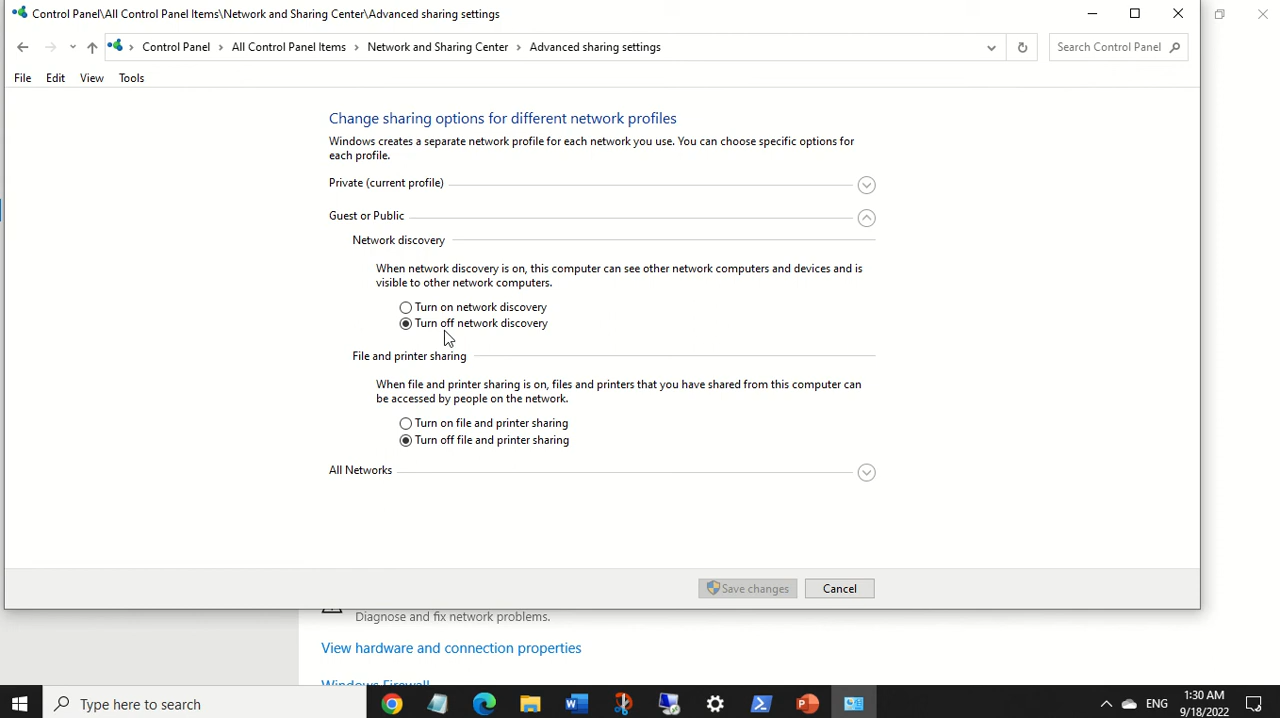 Control Panel\All Control Panel Items\Network and Sharing Center\Advanced sharing settings
Control Panel > All Control Panel Items > Network and Sharing Center > Advanced sharing settings
Search Control Panel
File Edit View Tools
Change sharing options for different network profiles
Windows creates a separate network profile for each network you use. You can choose specific options for
each profile.
Private (current profile)
Guest or Public
Network discovery
When network discovery is on, this computer can see other network computers and devices and is
visible to other network computers.
Turn on network discovery
Turn off network discovery
File and printer sharing
When file and printer sharing is on, files and printers that you have shared from this computer can
be accessed by people on the network.
Turn on file and printer sharing
Turn off file and printer sharing
All Networks
Save changes Cancel
Diagnose and fix network problems.
View hardware and connection properties
Windows Firewall
Type here to search
ENG
1:30 AM
9/18/2022